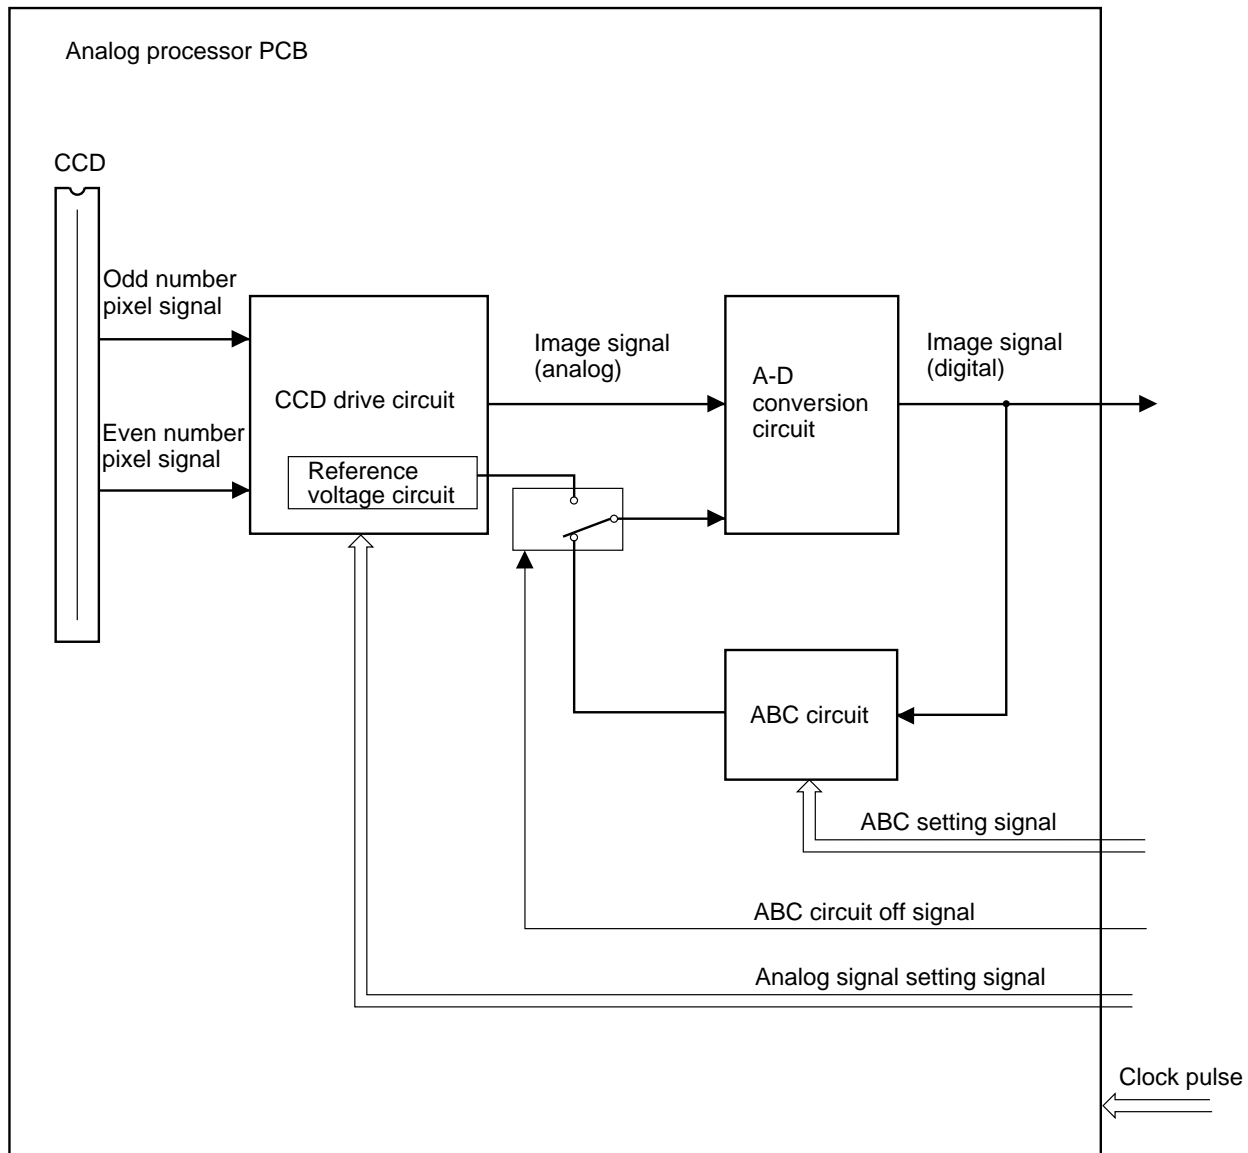 Analog processor PCB
CCD
Odd number
pixel signal
Even number
pixel signal
CCD drive circuit
Reference
voltage circuit
Image signal
(analog)
A-D
conversion
circuit
Image signal
(digital)
ABC circuit
ABC setting signal
ABC circuit off signal
Analog signal setting signal
Clock pulse